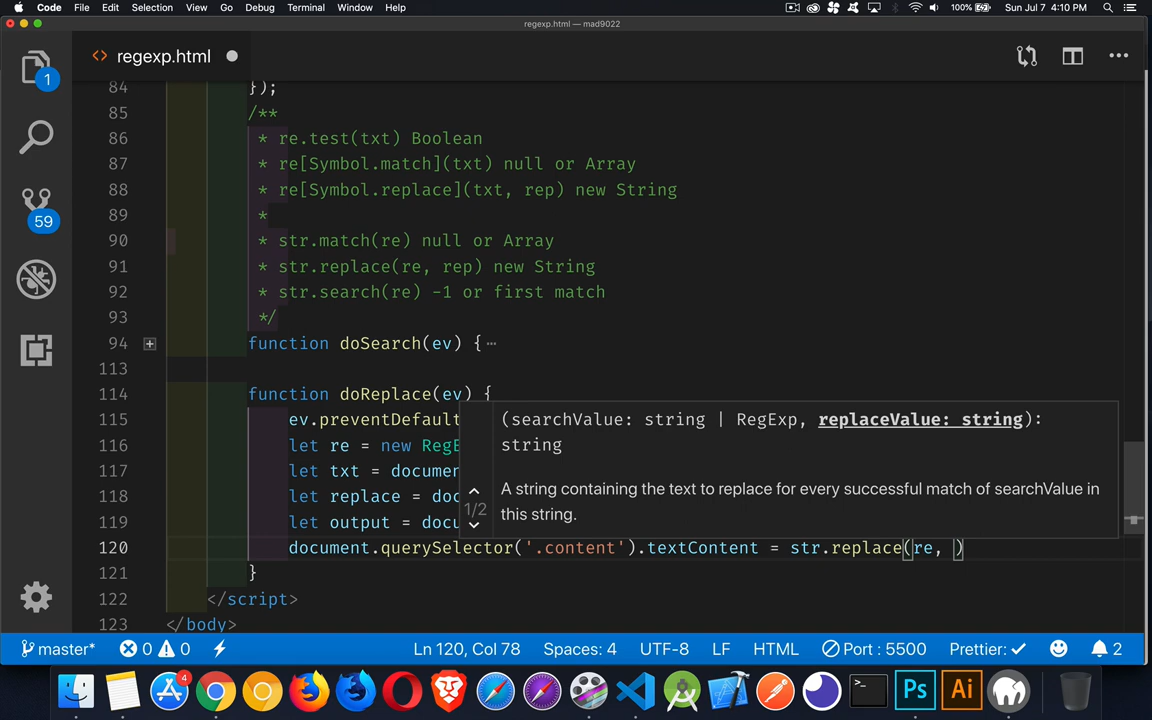 Code File Edit Selection View Go Debug Terminal Window Help 4 100% Sun Jul 7 4:10 PM
regexp.html — mad9022
<> regexp.html
1
59
84 });
85 /**
86 * re.test(txt) Boolean
87 * re[Symbol.match](txt) null or Array
88 * re[Symbol.replace](txt, rep) new String
89 *
90 * str.match(re) null or Array
91 * str.replace(re, rep) new String
92 * str.search(re) -1 or first match
93 */
94 function doSearch(ev) {…
113
114 function doReplace(ev) {
115 ev.preventDefault
116 let re = new RegE
117 let txt = documen
118 let replace = doc
119 let output = docu
120 document.querySelector('.content').textContent = str.replace(re, )
121 }
122 </script>
123 </body>
(searchValue: string | RegExp, replaceValue: string):
string
1/2
A string containing the text to replace for every successful match of searchValue in
this string.
master* 0 0 Ln 120, Col 78 Spaces: 4 UTF-8 LF HTML Port : 5500 Prettier: ✓ 2
4
>_ Ps Ai